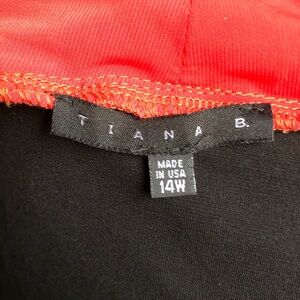 TIANA B.
MADE
IN USA
14W